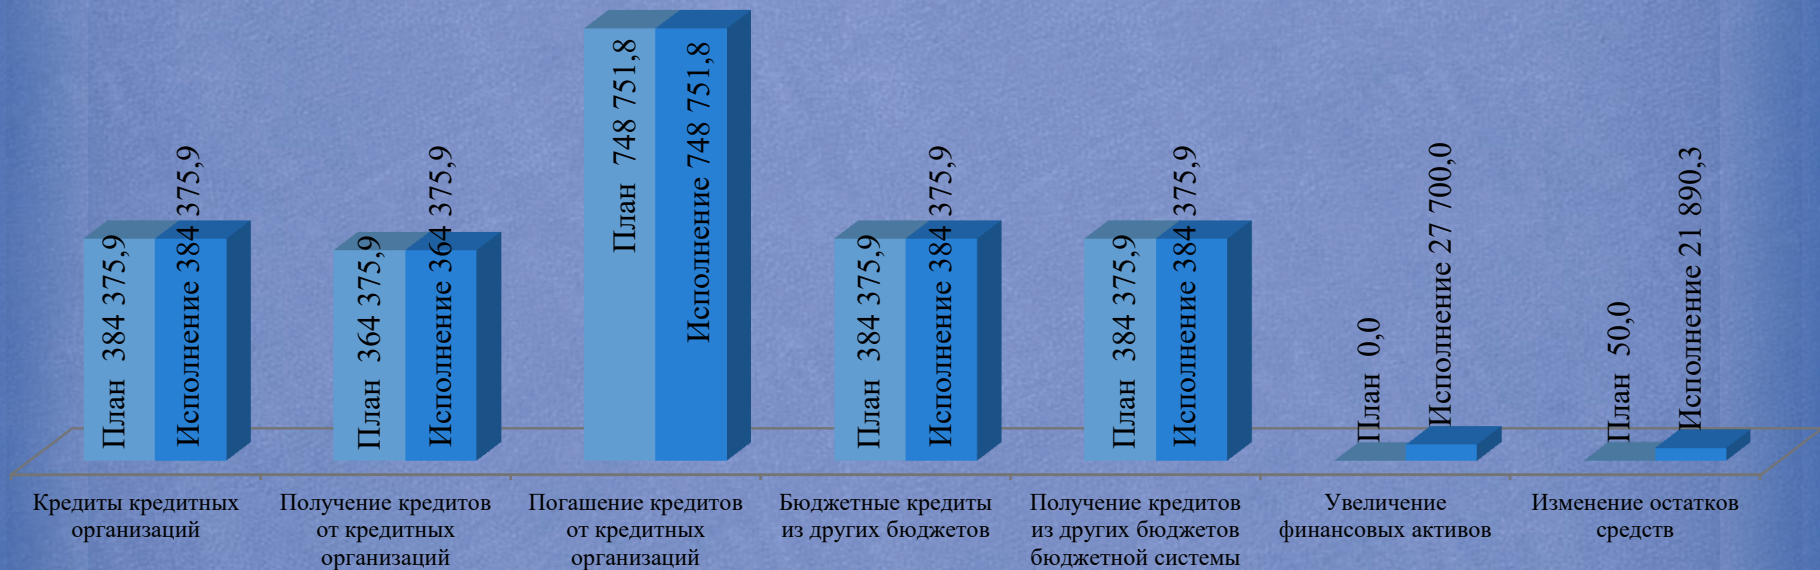 План 384 375,9
Исполнение 384 375,9
План 364 375,9
Исполнение 364 375,9
План 748 751,8
Исполнение 748 751,8
План 384 375,9
Исполнение 384 375,9
План 384 375,9
Исполнение 384 375,9
План 0,0
Исполнение 27 700,0
План 50,0
Исполнение 21 890,3
Кредиты кредитных
организаций
Получение кредитов
от кредитных
организаций
Погашение кредитов
от кредитных
организаций
Бюджетные кредиты
из других бюджетов
Получение кредитов
из других бюджетов
бюджетной системы
Увеличение
финансовых активов
Изменение остатков
средств